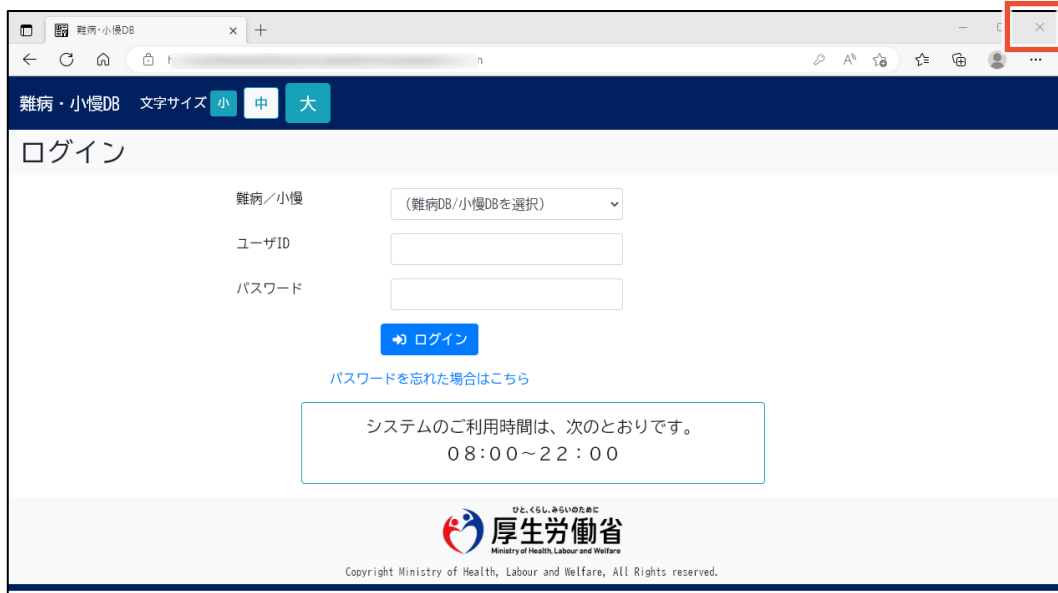 難病・小慢DB
難病・小慢DB 文字サイズ 小 中 大
ログイン
難病／小慢 (難病DB/小慢DBを選択)
ユーザID
パスワード
ログイン
パスワードを忘れた場合はこちら
システムのご利用時間は、次のとおりです。
０８：００～２２：００
ひと、くらし、みらいのために
厚生労働省
Ministry of Health, Labour and Welfare
Copyright Ministry of Health, Labour and Welfare, All Rights reserved.